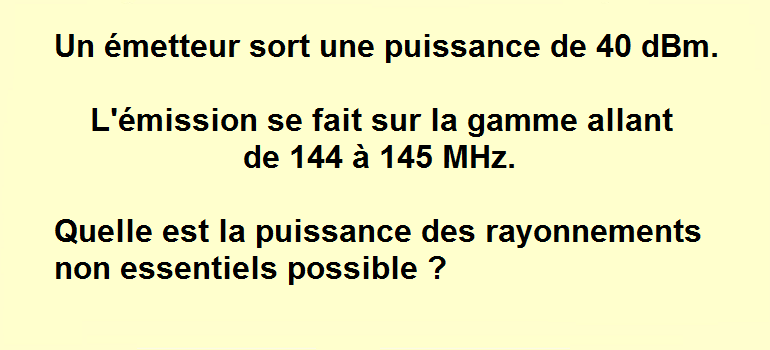 Un émetteur sort une puissance de 40 dBm.
L'émission se fait sur la gamme allant
de 144 à 145 MHz.
Quelle est la puissance des rayonnements
non essentiels possible ?